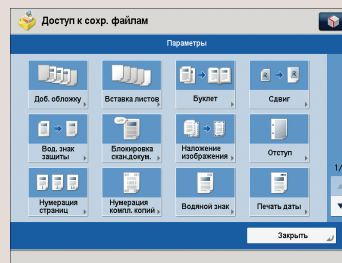 Доступ к сохр. файлам
Параметры
Доб. обложку
Вставка листов
Буклет
Сдвиг
Вод. знак
защиты
Блокировка
скан.докум.
Наложение
изображения
Отступ
Нумерация
страниц
Нумерация
компл. копий
Водяной знак
Печать даты
1/
Закрыть